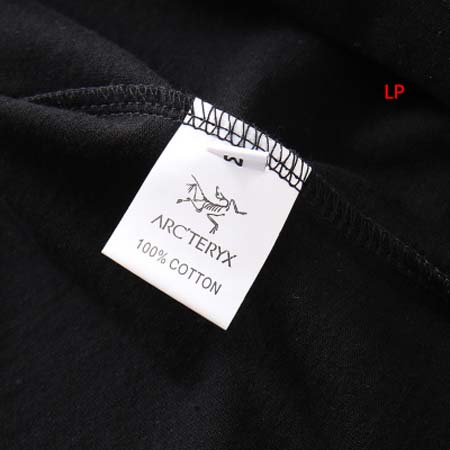 LP
M
ARC'TERYX
100% COTTON